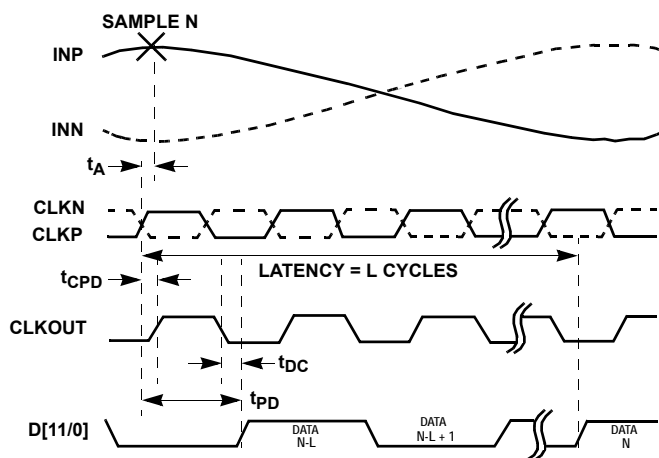 SAMPLE N
INP
INN
tA
CLKN
CLKP
LATENCY = L CYCLES
tCPD
CLKOUT
tDC
tPD
D[11/0]
DATA
N-L
DATA
N-L + 1
DATA
N